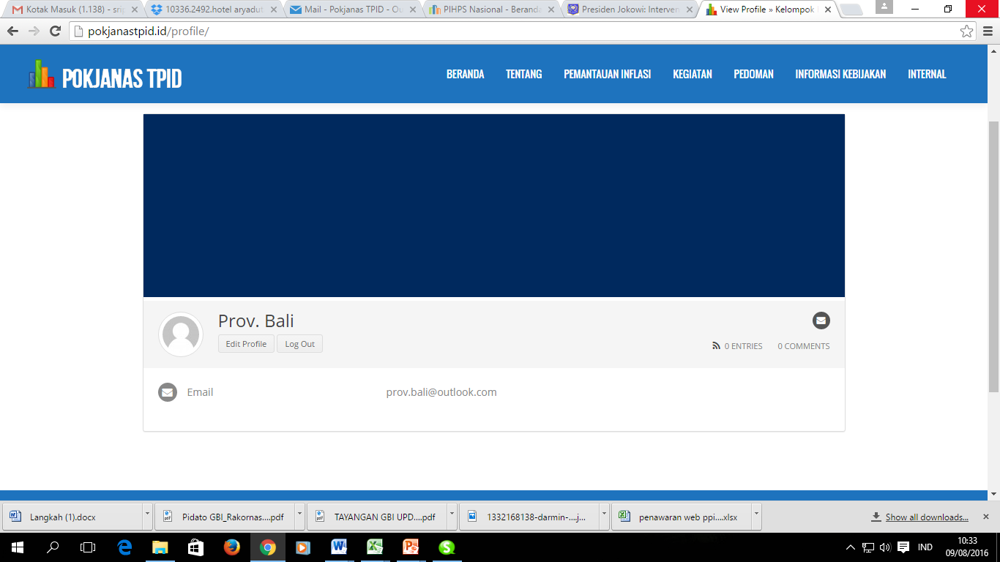 Kotak Masuk (1.138) - srip
10336.2492.hotel aryadut
Mail - Pokjanas TPID - Ou
PIHPS Nasional - Beranda
Presiden Jokowi: Interven
View Profile » Kelompok
pokjanastpid.id/profile/
POKJANAS TPID
BERANDA TENTANG PEMANTAUAN INFLASI KEGIATAN PEDOMAN INFORMASI KEBIJAKAN INTERNAL
Prov. Bali
Edit Profile Log Out
0 ENTRIES 0 COMMENTS
Email prov.bali@outlook.com
Langkah (1).docx
Pidato GBI_Rakornas....pdf
TAYANGAN GBI UPD....pdf
1332168138-darmin-....j...
penawaran web ppi....xlsx
Show all downloads...
IND
10:33
09/08/2016